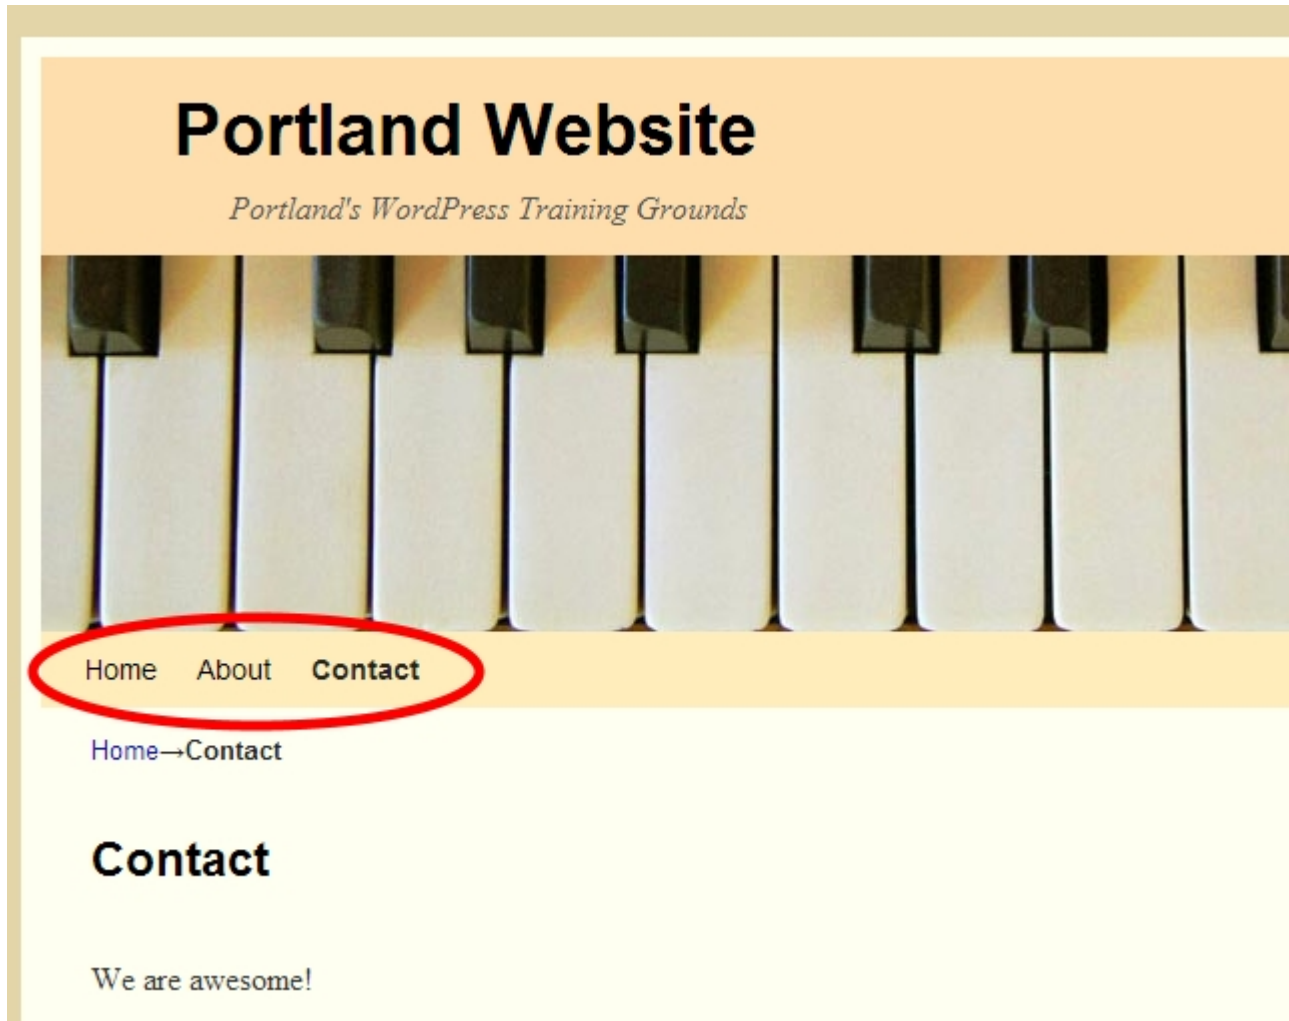 Portland Website
Portland's WordPress Training Grounds
Home About Contact
Home→Contact
Contact
We are awesome!